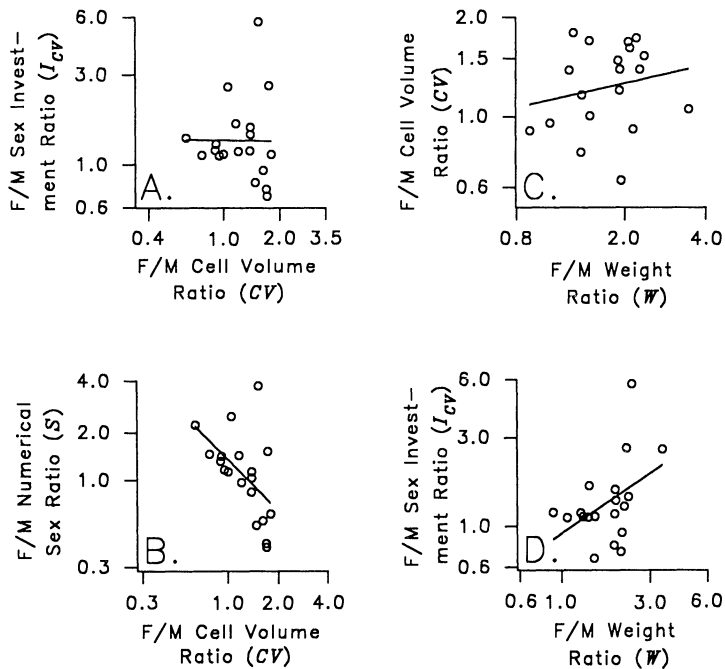 F/M Sex Invest-
ment Ratio (I_CV)
6.0
3.0
1.0
0.6
A.
0.4 1.0 2.0 3.5
F/M Cell Volume
Ratio (CV)
F/M Cell Volume
Ratio (CV)
2.0
1.5
1.0
0.6
C.
0.8 2.0 4.0
F/M Weight
Ratio (W)
F/M Numerical
Sex Ratio (S)
4.0
2.0
1.0
0.3
B.
0.3 1.0 2.0 4.0
F/M Cell Volume
Ratio (CV)
F/M Sex Invest-
ment Ratio (I_CV)
6.0
3.0
1.0
0.6
D.
0.6 1.0 3.0 6.0
F/M Weight
Ratio (W)